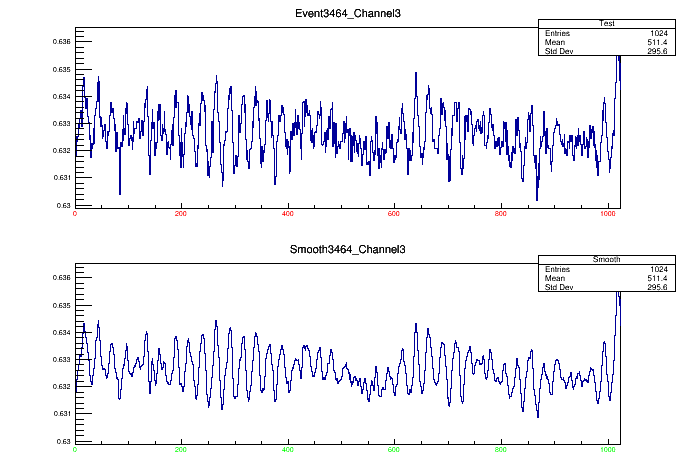 Event3464_Channel3
Test
Entries 1024
Mean 511.4
Std Dev 295.6
0.636
0.635
0.634
0.633
0.632
0.631
0.63
0 200 400 600 800 1000
Smooth3464_Channel3
Smooth
Entries 1024
Mean 511.4
Std Dev 295.6
0.636
0.635
0.634
0.633
0.632
0.631
0.63
0 200 400 600 800 1000